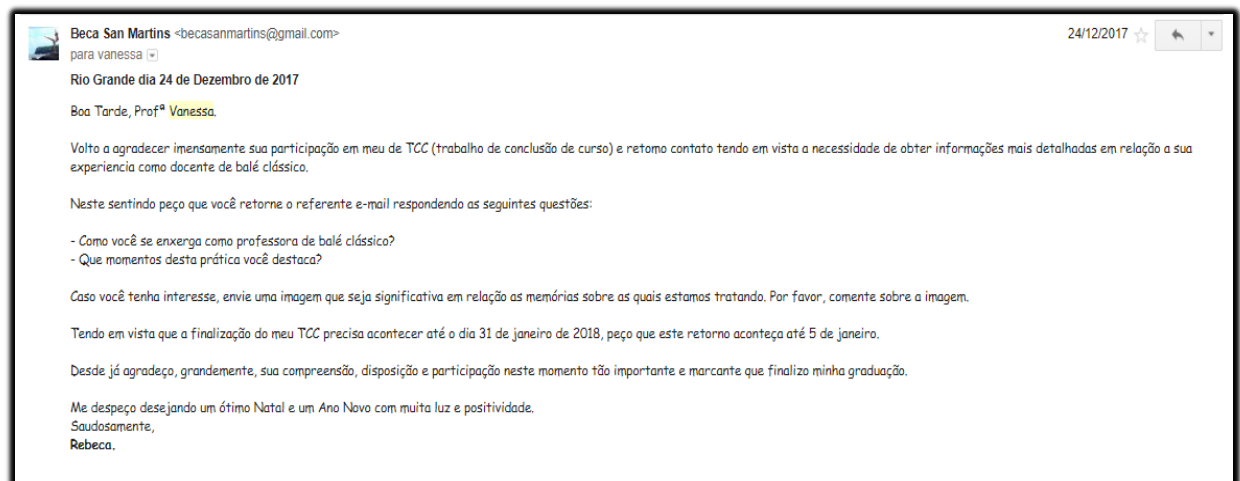 Beca San Martins <becasanmartins@gmail.com>
24/12/2017
para vanessa
Rio Grande dia 24 de Dezembro de 2017
Boa Tarde, Profª Vanessa.
Volto a agradecer imensamente sua participação em meu de TCC (trabalho de conclusão de curso) e retomo contato tendo em vista a necessidade de obter informações mais detalhadas em relação a sua
experiencia como docente de balé clássico.
Neste sentindo peço que você retorne o referente e-mail respondendo as seguintes questões:
- Como você se enxerga como professora de balé clássico?
- Que momentos desta prática você destaca?
Caso você tenha interesse, envie uma imagem que seja significativa em relação as memórias sobre as quais estamos tratando. Por favor, comente sobre a imagem.
Tendo em vista que a finalização do meu TCC precisa acontecer até o dia 31 de janeiro de 2018, peço que este retorno aconteça até 5 de janeiro.
Desde já agradeço, grandemente, sua compreensão, disposição e participação neste momento tão importante e marcante que finalizo minha graduação.
Me despeço desejando um ótimo Natal e um Ano Novo com muita luz e positividade.
Saudosamente,
Rebeca.